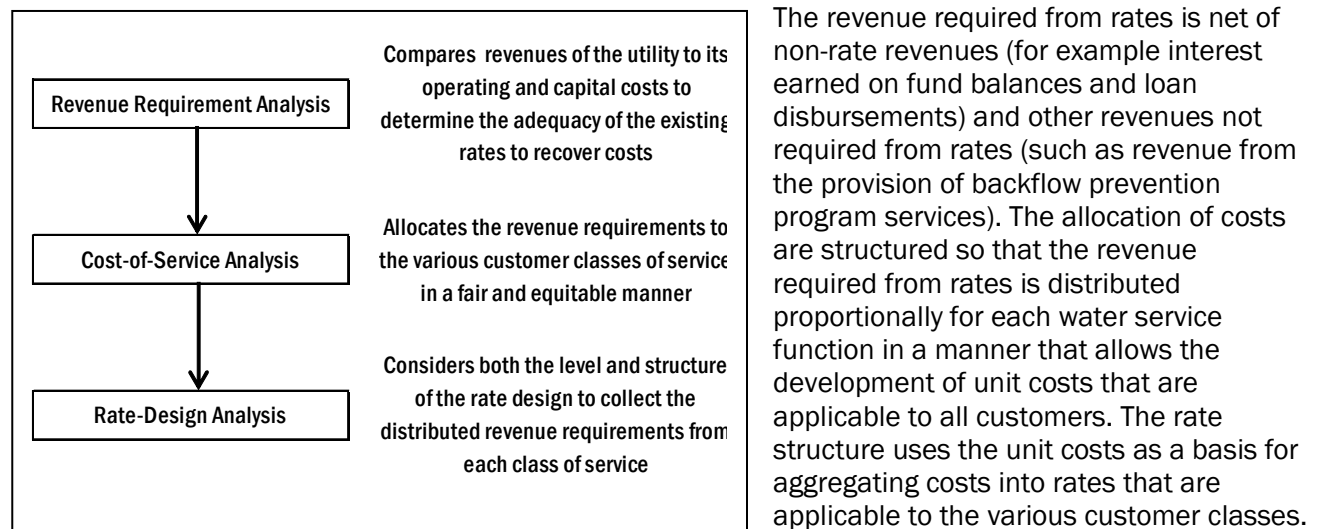 Revenue Requirement Analysis
Compares revenues of the utility to its
operating and capital costs to
determine the adequacy of the existing
rates to recover costs
Cost-of-Service Analysis
Allocates the revenue requirements to
the various customer classes of service
in a fair and equitable manner
Rate-Design Analysis
Considers both the level and structure
of the rate design to collect the
distributed revenue requirements from
each class of service
The revenue required from rates is net of
non-rate revenues (for example interest
earned on fund balances and loan
disbursements) and other revenues not
required from rates (such as revenue from
the provision of backflow prevention
program services). The allocation of costs
are structured so that the revenue
required from rates is distributed
proportionally for each water service
function in a manner that allows the
development of unit costs that are
applicable to all customers. The rate
structure uses the unit costs as a basis for
aggregating costs into rates that are
applicable to the various customer classes.